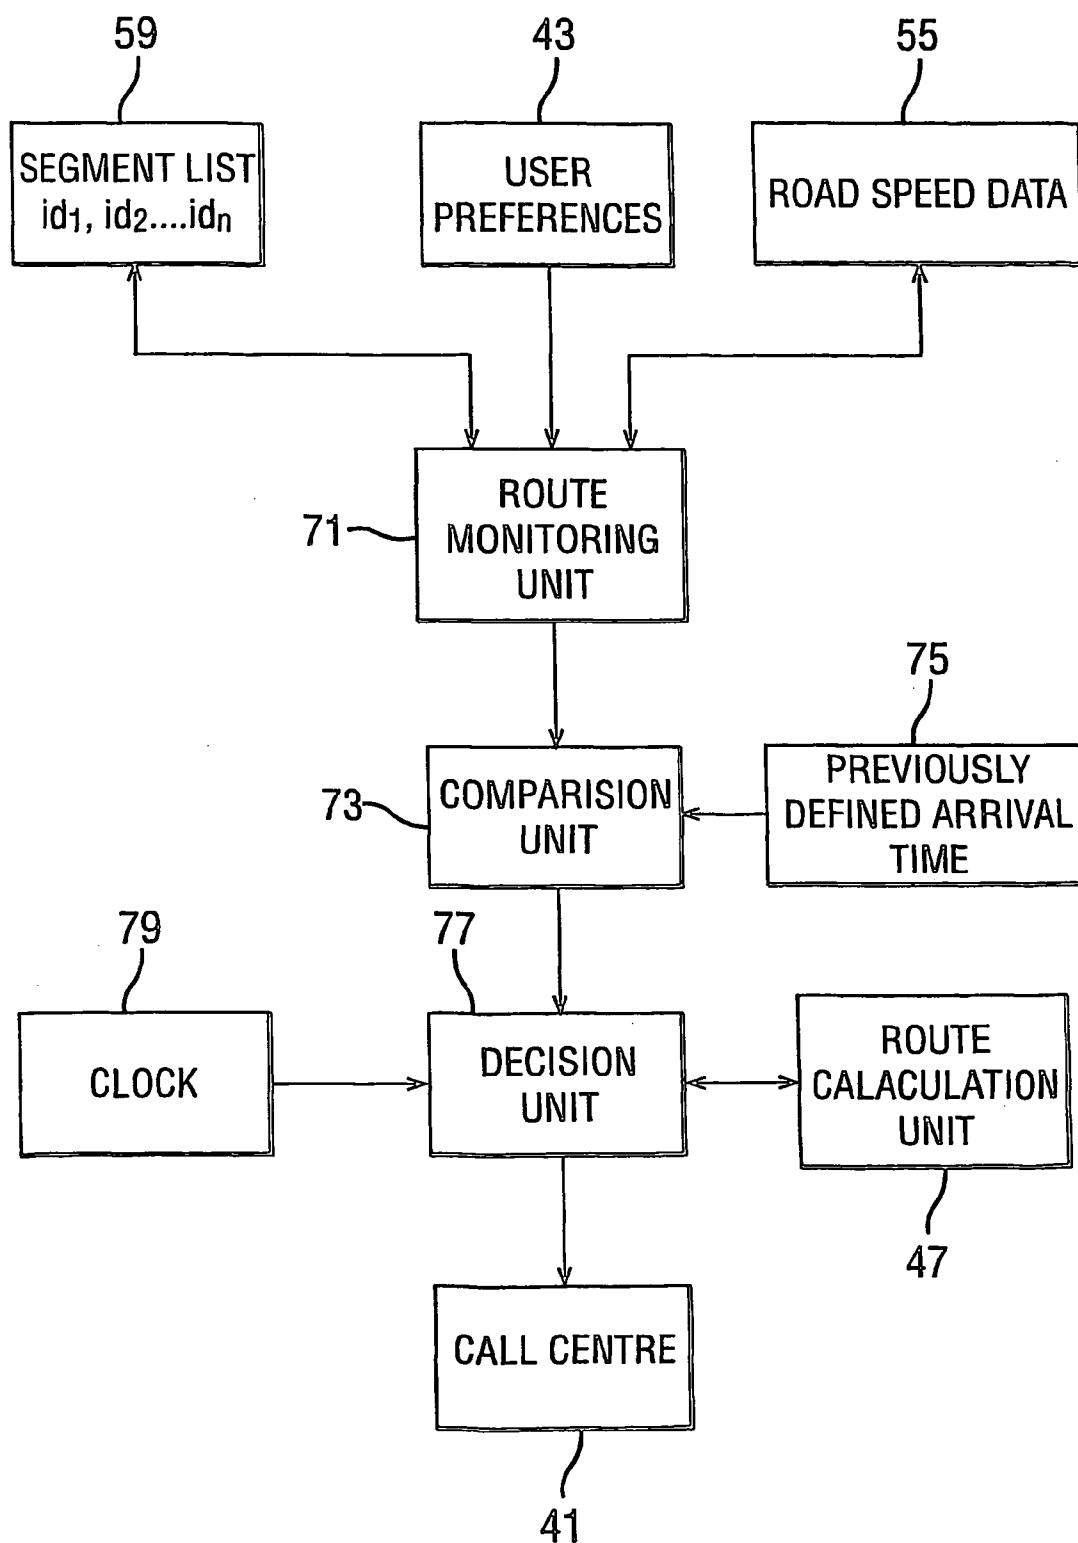 59
43
55
SEGMENT LIST
id1, id2....idn
USER
PREFERENCES
ROAD SPEED DATA
71
ROUTE
MONITORING
UNIT
75
73
COMPARISION
UNIT
PREVIOUSLY
DEFINED ARRIVAL
TIME
79
77
CLOCK
DECISION
UNIT
ROUTE
CALACULATION
UNIT
47
CALL CENTRE
41